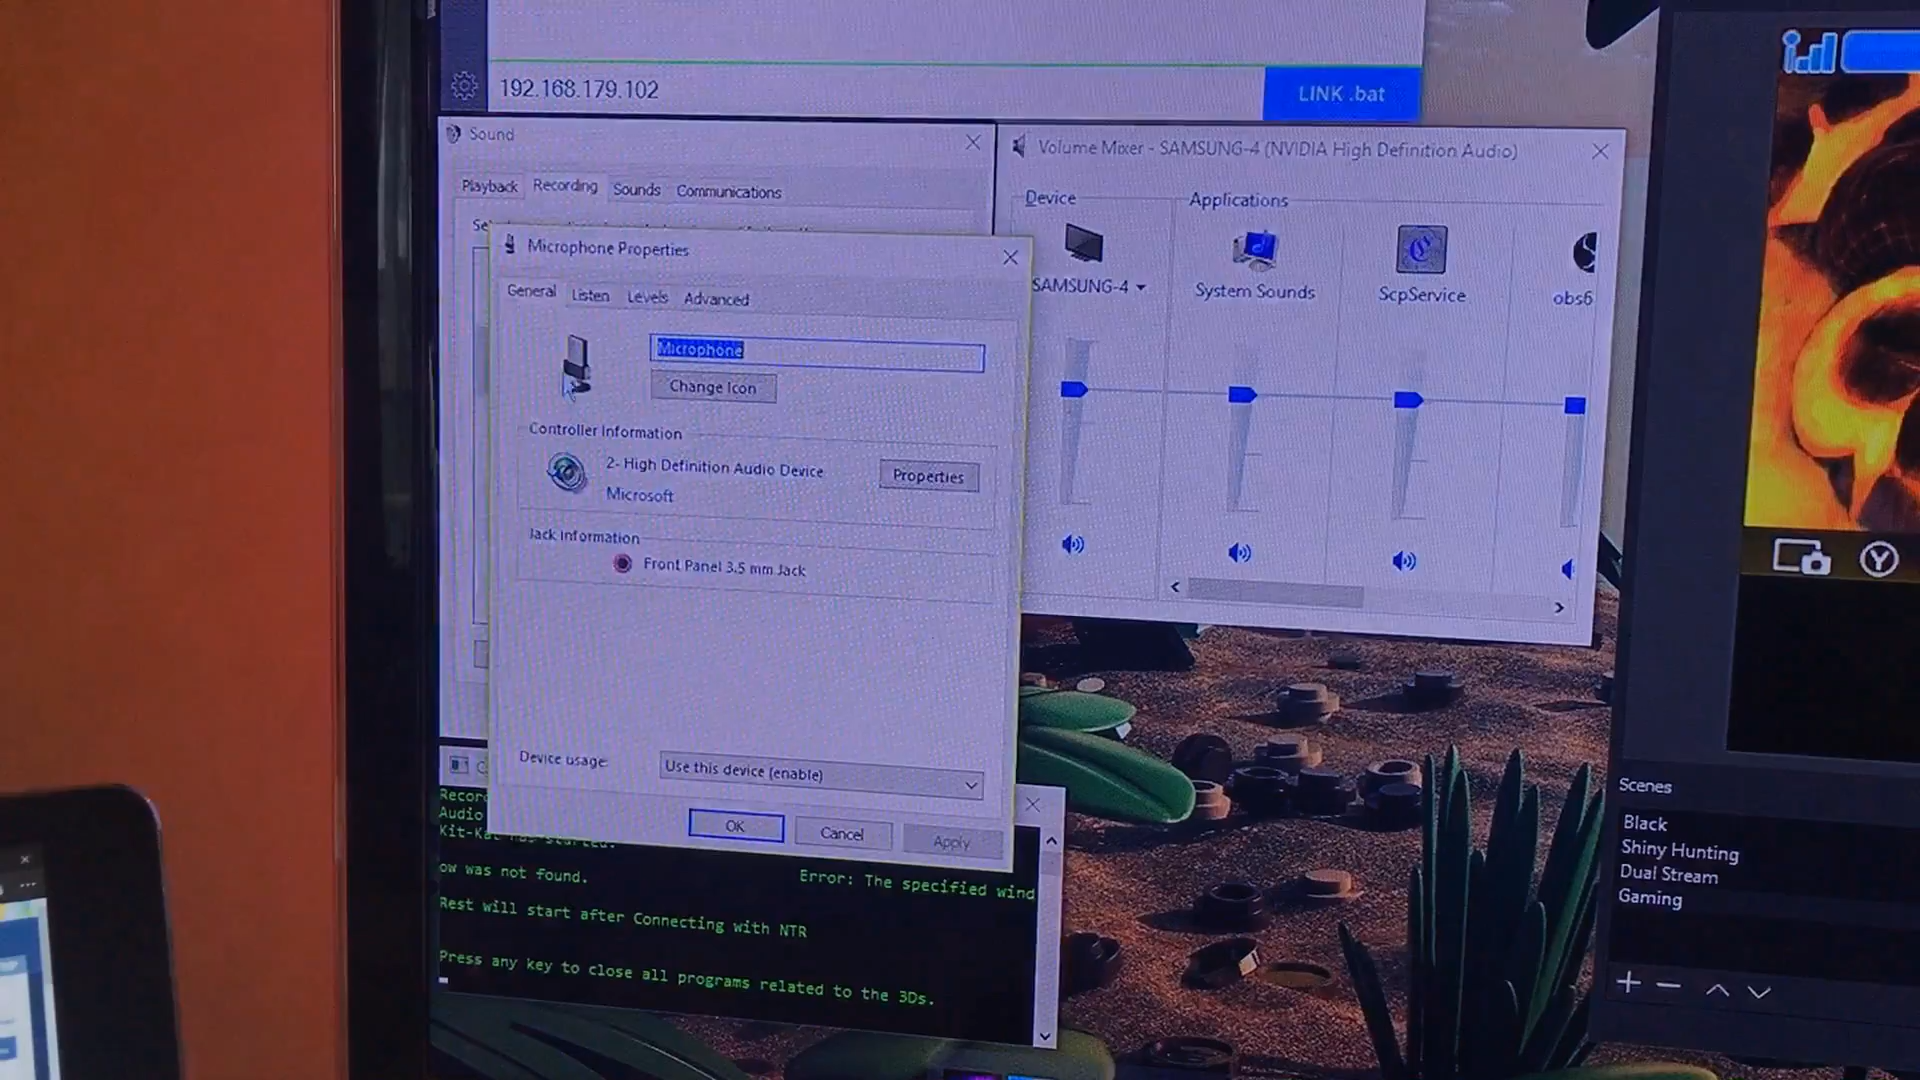 192.168.179.102
LINK .bat
Sound
Playback
Recording
Sounds
Communications
Microphone Properties
General
Listen
Levels
Advanced
Microphone
Change Icon
Controller Information
2- High Definition Audio Device
Microsoft
Properties
Jack Information
Front Panel 3.5 mm Jack
Device usage:
Use this device (enable)
OK
Cancel
Apply
Volume Mixer - SAMSUNG-4 (NVIDIA High Definition Audio)
Device
Applications
SAMSUNG-4
System Sounds
ScpService
obs6
Recor
Audio
Kit-Ka
started.
Error: The specified wind
ow was not found.
Rest will start after Connecting with NTR
Press any key to close all programs related to the 3Ds.
Y
Scenes
Black
Shiny Hunting
Dual Stream
Gaming